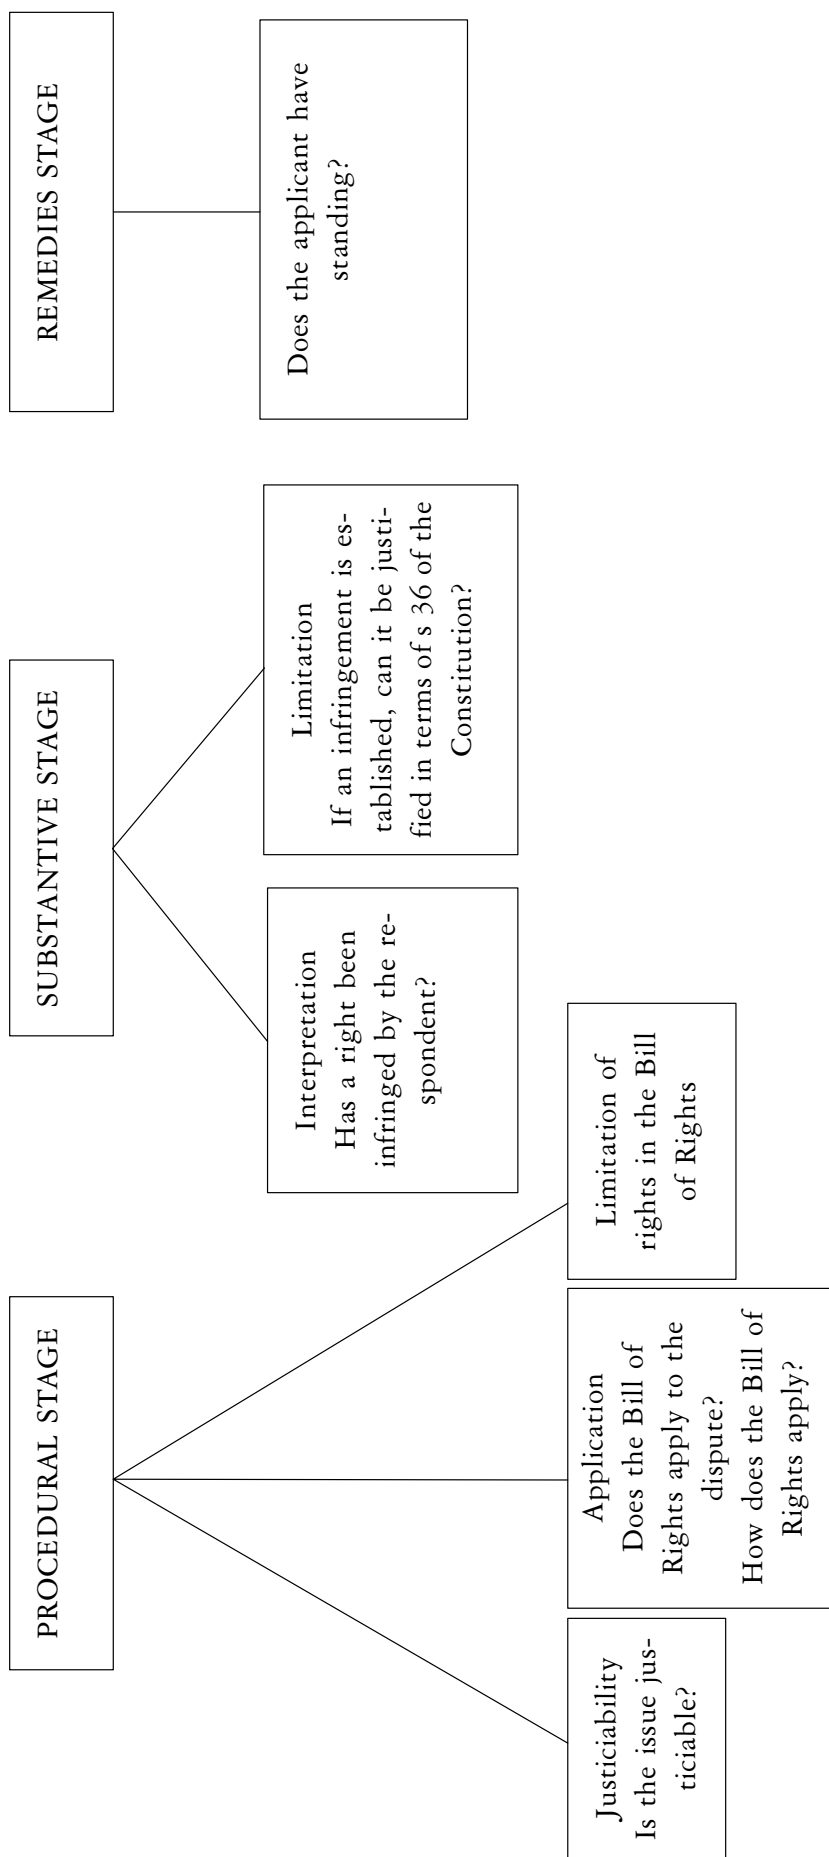 PROCEDURAL STAGE
Justiciability
Is the issue jus-
ticiable?
Application
Does the Bill of
Rights apply to the
dispute?
How does the Bill of
Rights apply?
Limitation of
rights in the Bill
of Rights
SUBSTANTIVE STAGE
Interpretation
Has a right been
infringed by the re-
spondent?
Limitation
If an infringement is es-
tablished, can it be justi-
fied in terms of s 36 of the
Constitution?
REMEDIES STAGE
Does the applicant have
standing?